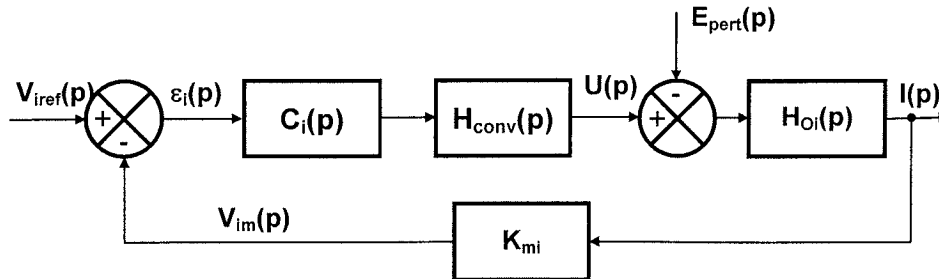 E_pert(p)
V_iref(p)
ε_i(p)
U(p)
I(p)
+
-
C_i(p)
H_conv(p)
+
-
H_Oi(p)
V_im(p)
K_mi